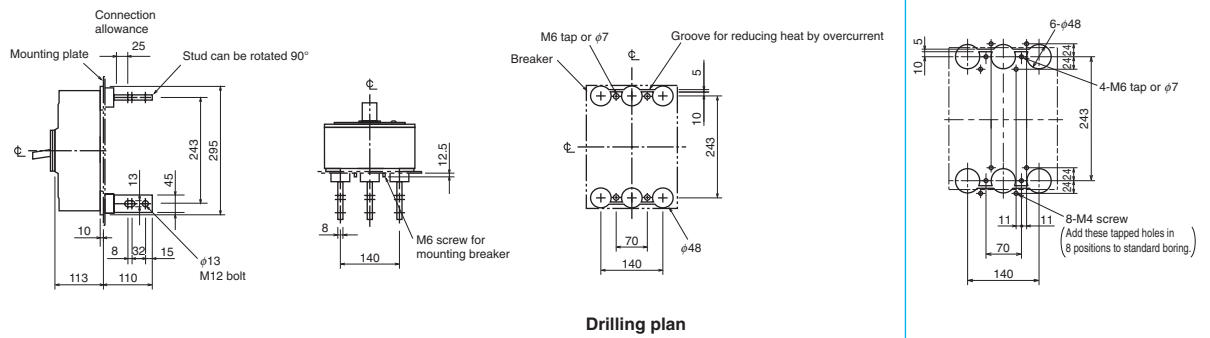 Connection
allowance
25
Mounting plate
Stud can be rotated 90°
℄
243
295
13
45
10
8
32
15
φ13
M12 bolt
113
110
℄
12.5
8
M6 screw for
mounting breaker
140
M6 tap or φ7
Groove for reducing heat by overcurrent
Breaker
℄
5
10
243
℄
70
140
φ48
Drilling plan
6-φ48
5
10
24
24
4-M6 tap or φ7
243
24
24
8-M4 screw
(Add these tapped holes in
8 positions to standard boring.)
11
11
70
140